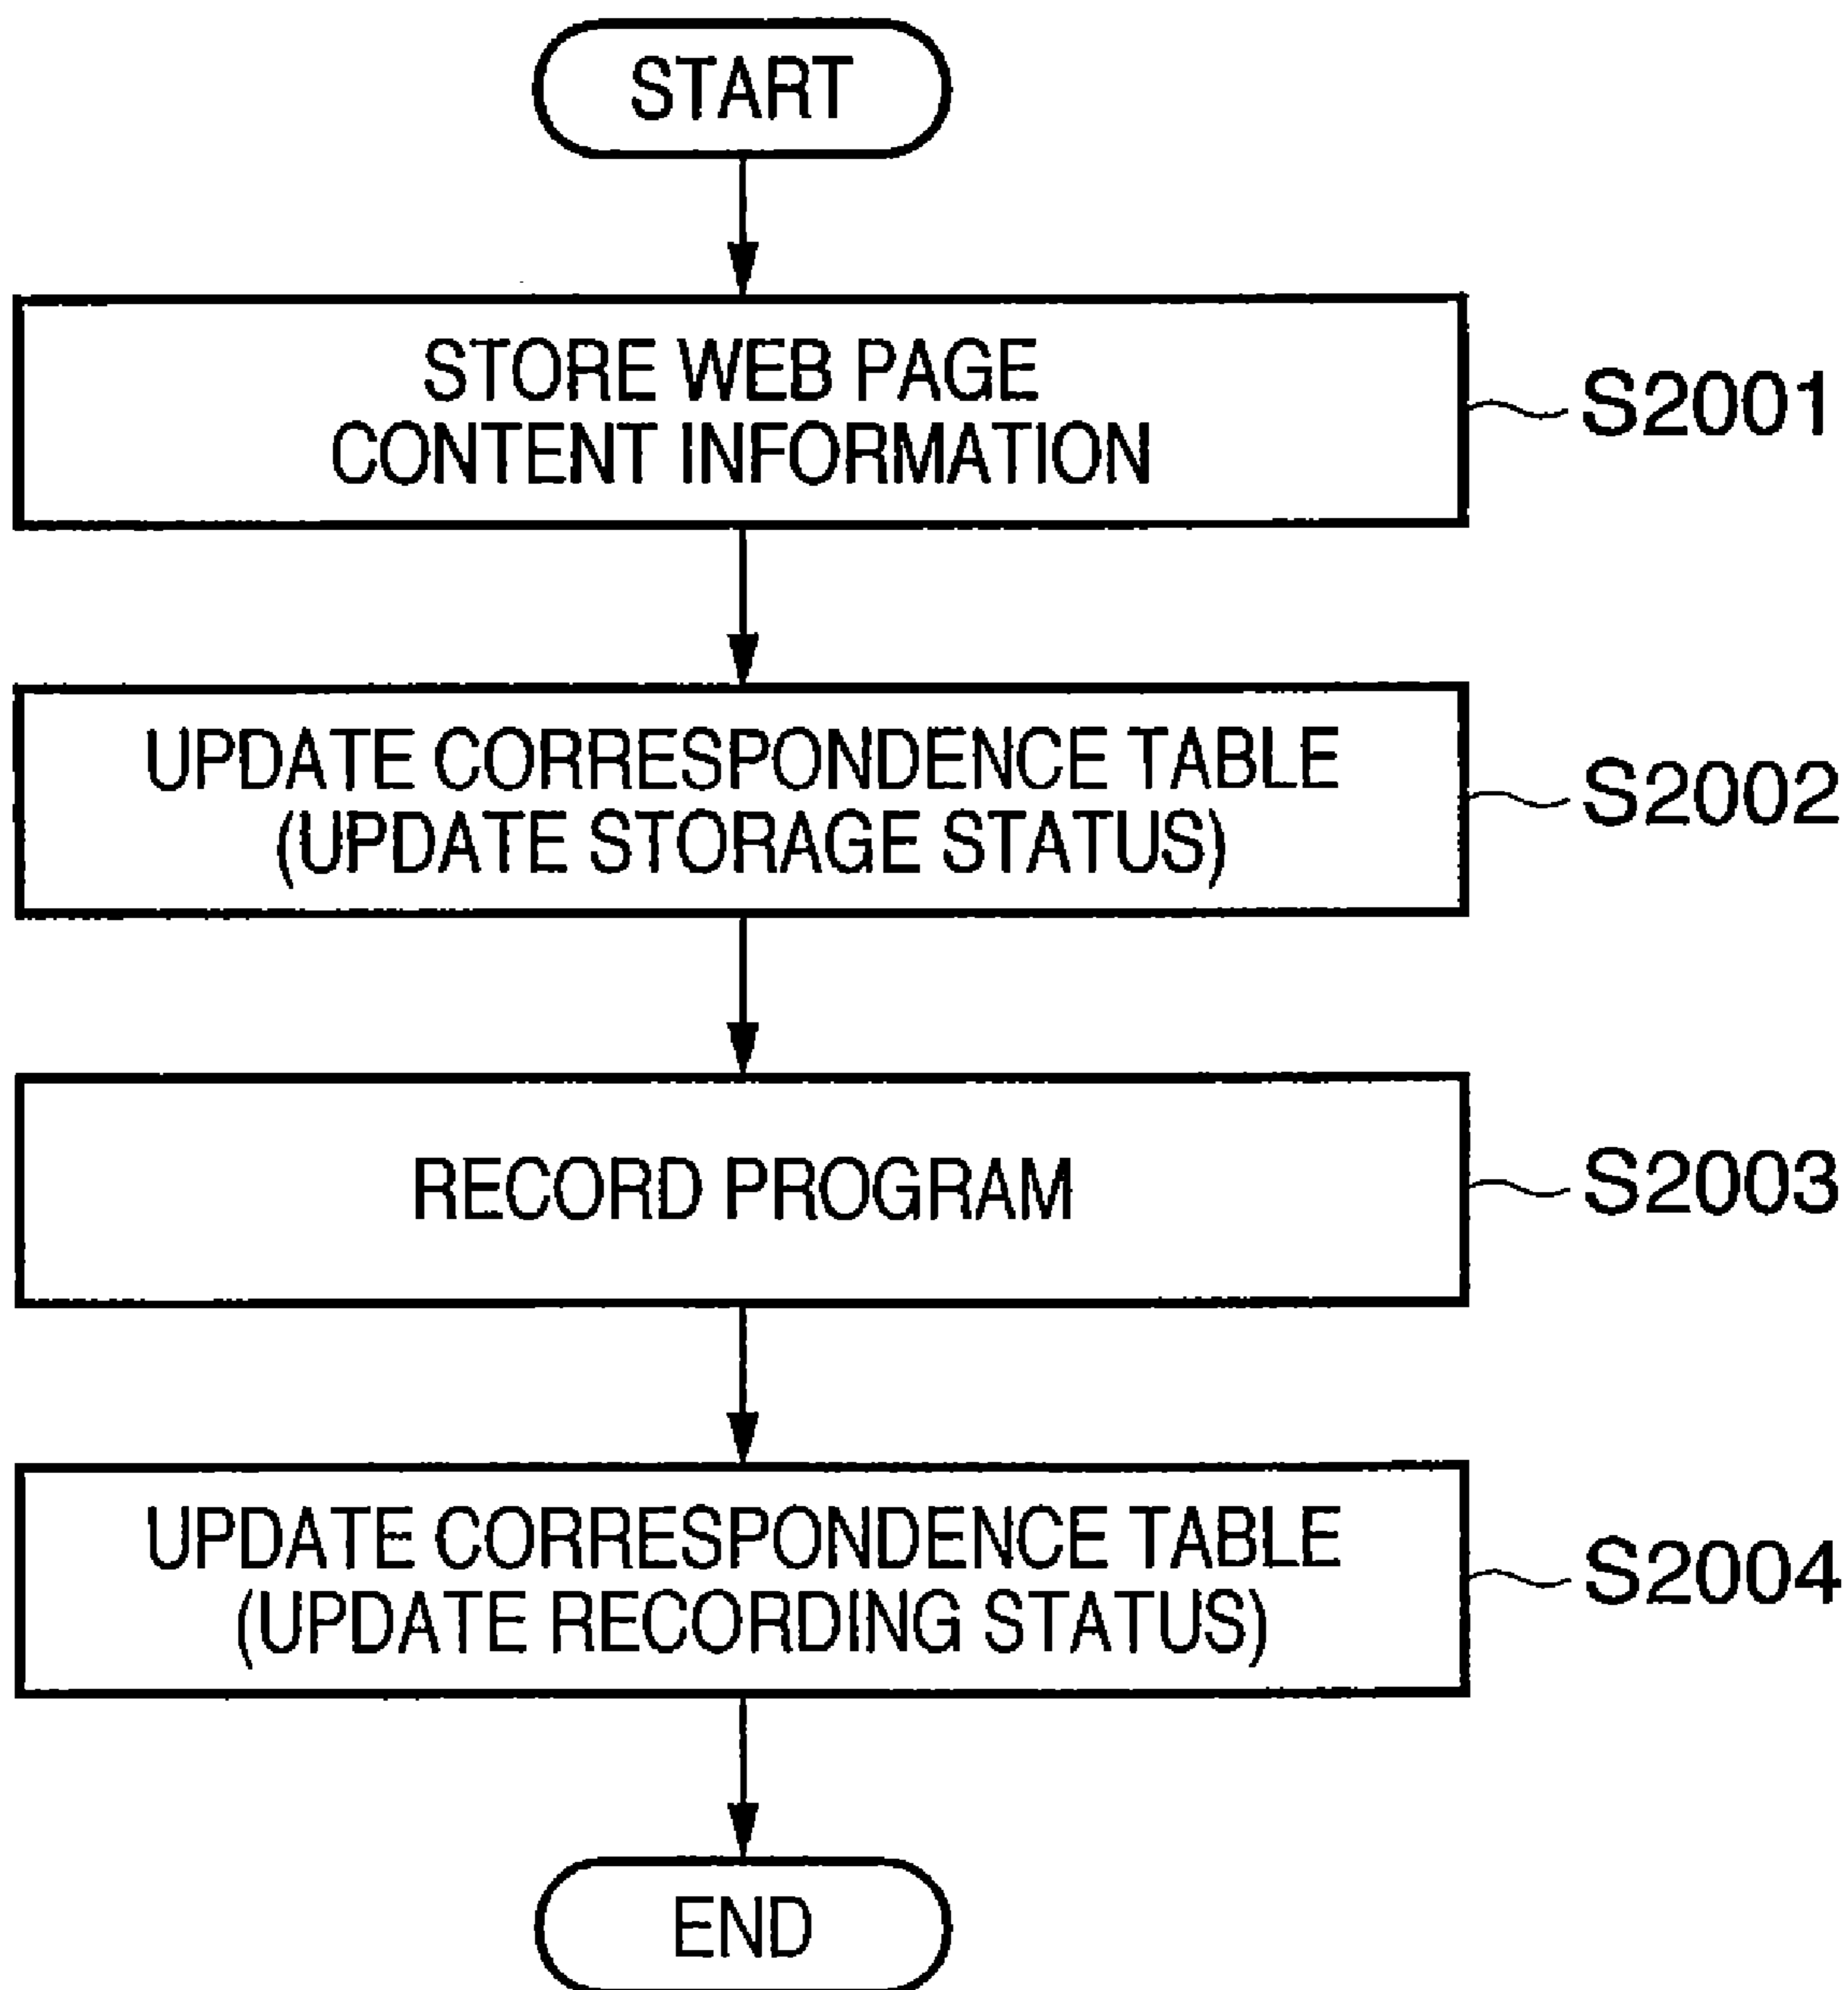 START
STORE WEB PAGE
CONTENT INFORMATION
S2001
UPDATE CORRESPONDENCE TABLE
(UPDATE STORAGE STATUS)
S2002
RECORD PROGRAM
S2003
UPDATE CORRESPONDENCE TABLE
(UPDATE RECORDING STATUS)
S2004
END